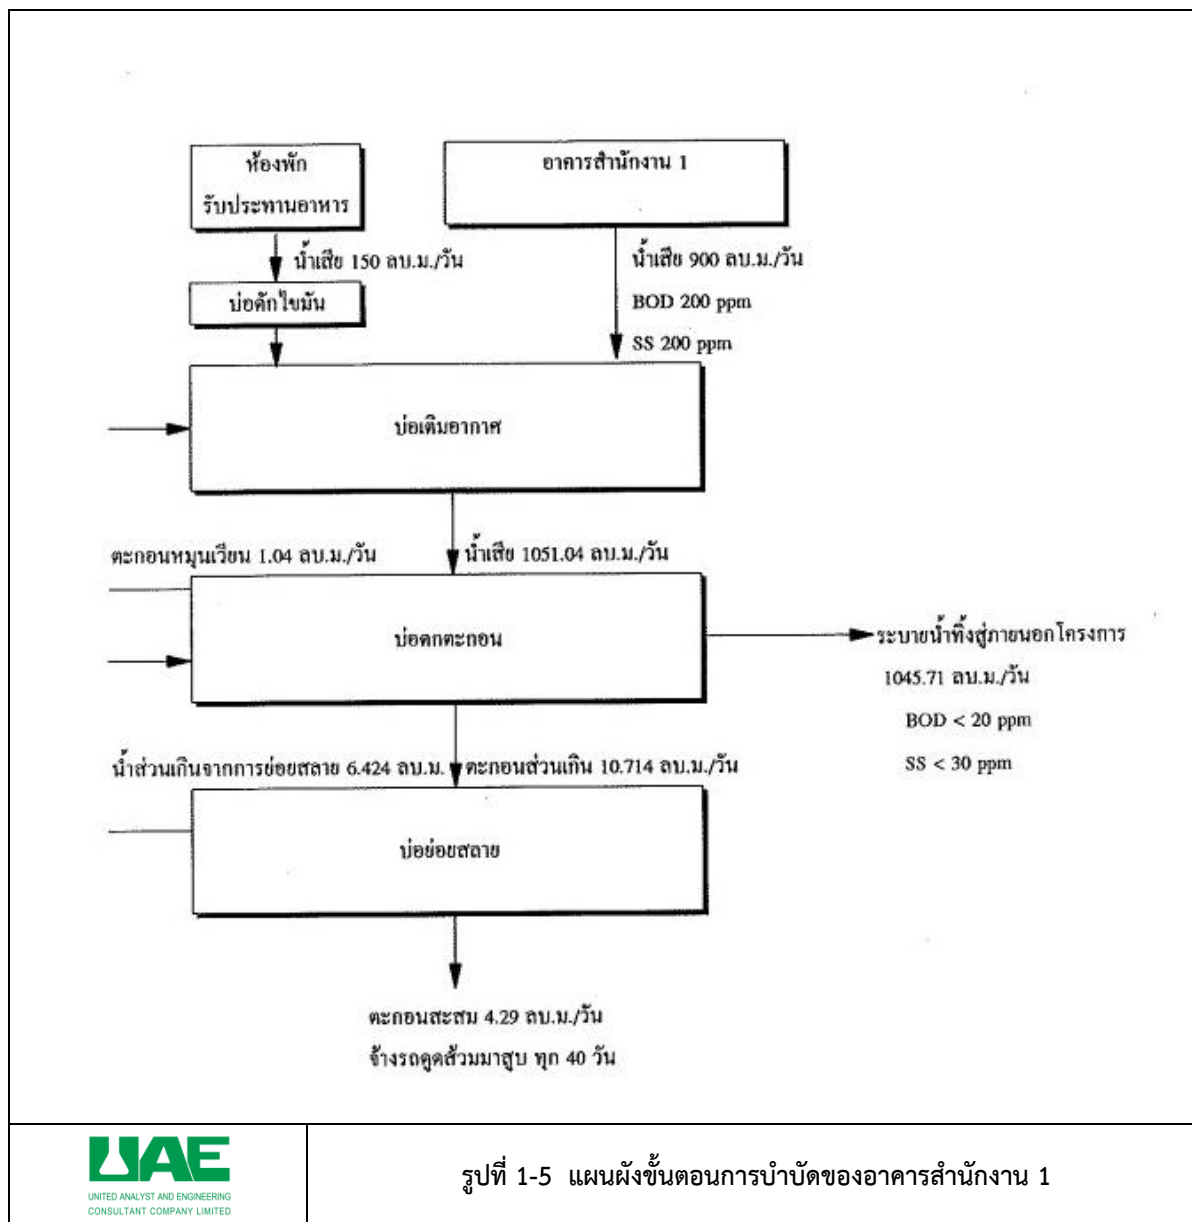 ห้องพัก
รับประทานอาหาร
อาคารสำนักงาน 1
น้ำเสีย 150 ลบ.ม./วัน
น้ำเสีย 900 ลบ.ม./วัน
บ่อดักไขมัน
BOD 200 ppm
SS 200 ppm
บ่อเติมอากาศ
ตะกอนหมุนเวียน 1.04 ลบ.ม./วัน
น้ำเสีย 1051.04 ลบ.ม./วัน
บ่อตกตะกอน
ระบายน้ำทิ้งสู่ภายนอกโครงการ
1045.71 ลบ.ม./วัน
BOD < 20 ppm
SS < 30 ppm
น้ำส่วนเกินจากการย่อยสลาย 6.424 ลบ.ม.
ตะกอนส่วนเกิน 10.714 ลบ.ม./วัน
บ่อย่อยสลาย
ตะกอนสะสม 4.29 ลบ.ม./วัน
จ้างรถดูดส้วมมาสูบ ทุก 40 วัน
UAE
UNITED ANALYST AND ENGINEERING
CONSULTANT COMPANY LIMITED
รูปที่ 1-5 แผนผังขั้นตอนการบำบัดของอาคารสำนักงาน 1